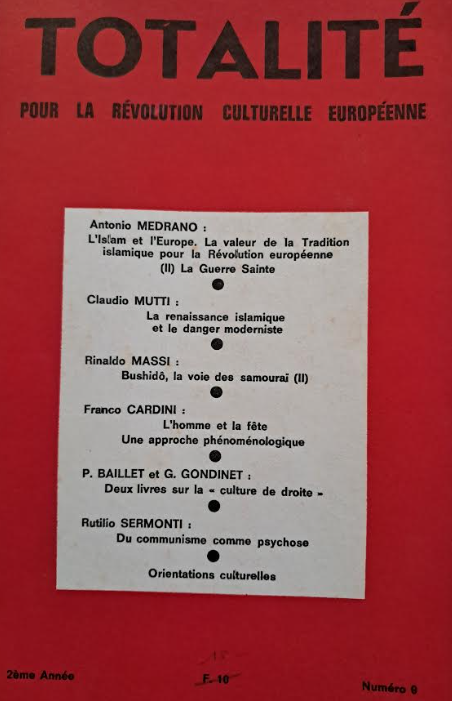 TOTALITÉ
POUR LA RÉVOLUTION CULTURELLE EUROPÉENNE
Antonio MEDRANO :
L'Islam et l'Europe. La valeur de la Tradition
islamique pour la Révolution européenne
(II) La Guerre Sainte
Claudio MUTTI :
La renaissance islamique
et le danger moderniste
Rinaldo MASSI :
Bushidô, la voie des samouraï (II)
Franco CARDINI :
L'homme et la fête
Une approche phénoménologique
P. BAILLET et G. GONDINET :
Deux livres sur la « culture de droite »
Rutilio SERMONTI :
Du communisme comme psychose
Orientations culturelles
15
2ème Année
F. 10
Numéro 9